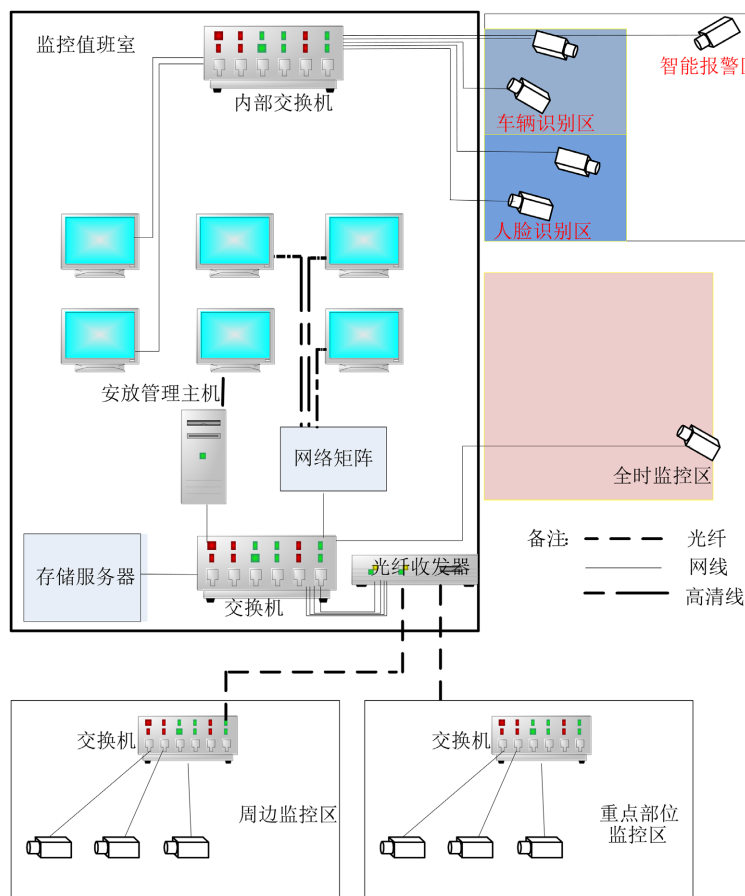 监控值班室
内部交换机
智能报警区
车辆识别区
人脸识别区
安放管理主机
网络矩阵
全时监控区
备注:
光纤
网线
高清线
存储服务器
光纤收发器
交换机
交换机
周边监控区
交换机
重点部位
监控区